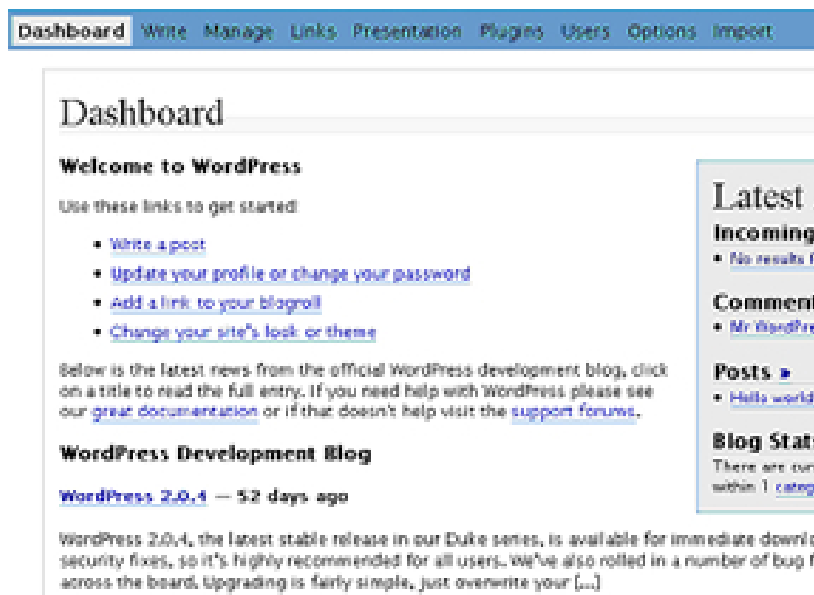 Dashboard Write Manage Links Presentation Plugins Users Options Import
Dashboard
Welcome to WordPress
Use these links to get started
• Write a post
• Update your profile or change your password
• Add a link to your blogroll
• Change your site's look or theme
Below is the latest news from the official WordPress development blog, click
on a title to read the full entry. If you need help with WordPress please see
our great documentation or if that doesn't help visit the support forums.
WordPress Development Blog
WordPress 2.0.4 — 52 days ago
WordPress 2.0.4, the latest stable release in our Duke series, is available for immediate
security fixes, so it's highly recommended for all users. We've also rolled in a number of bug
across the board. Upgrading is fairly simple, just overwrite your [...]
Latest
Incoming
• No results
Comment
• Mr
Posts »
• Hello world
Blog
There are
within 1